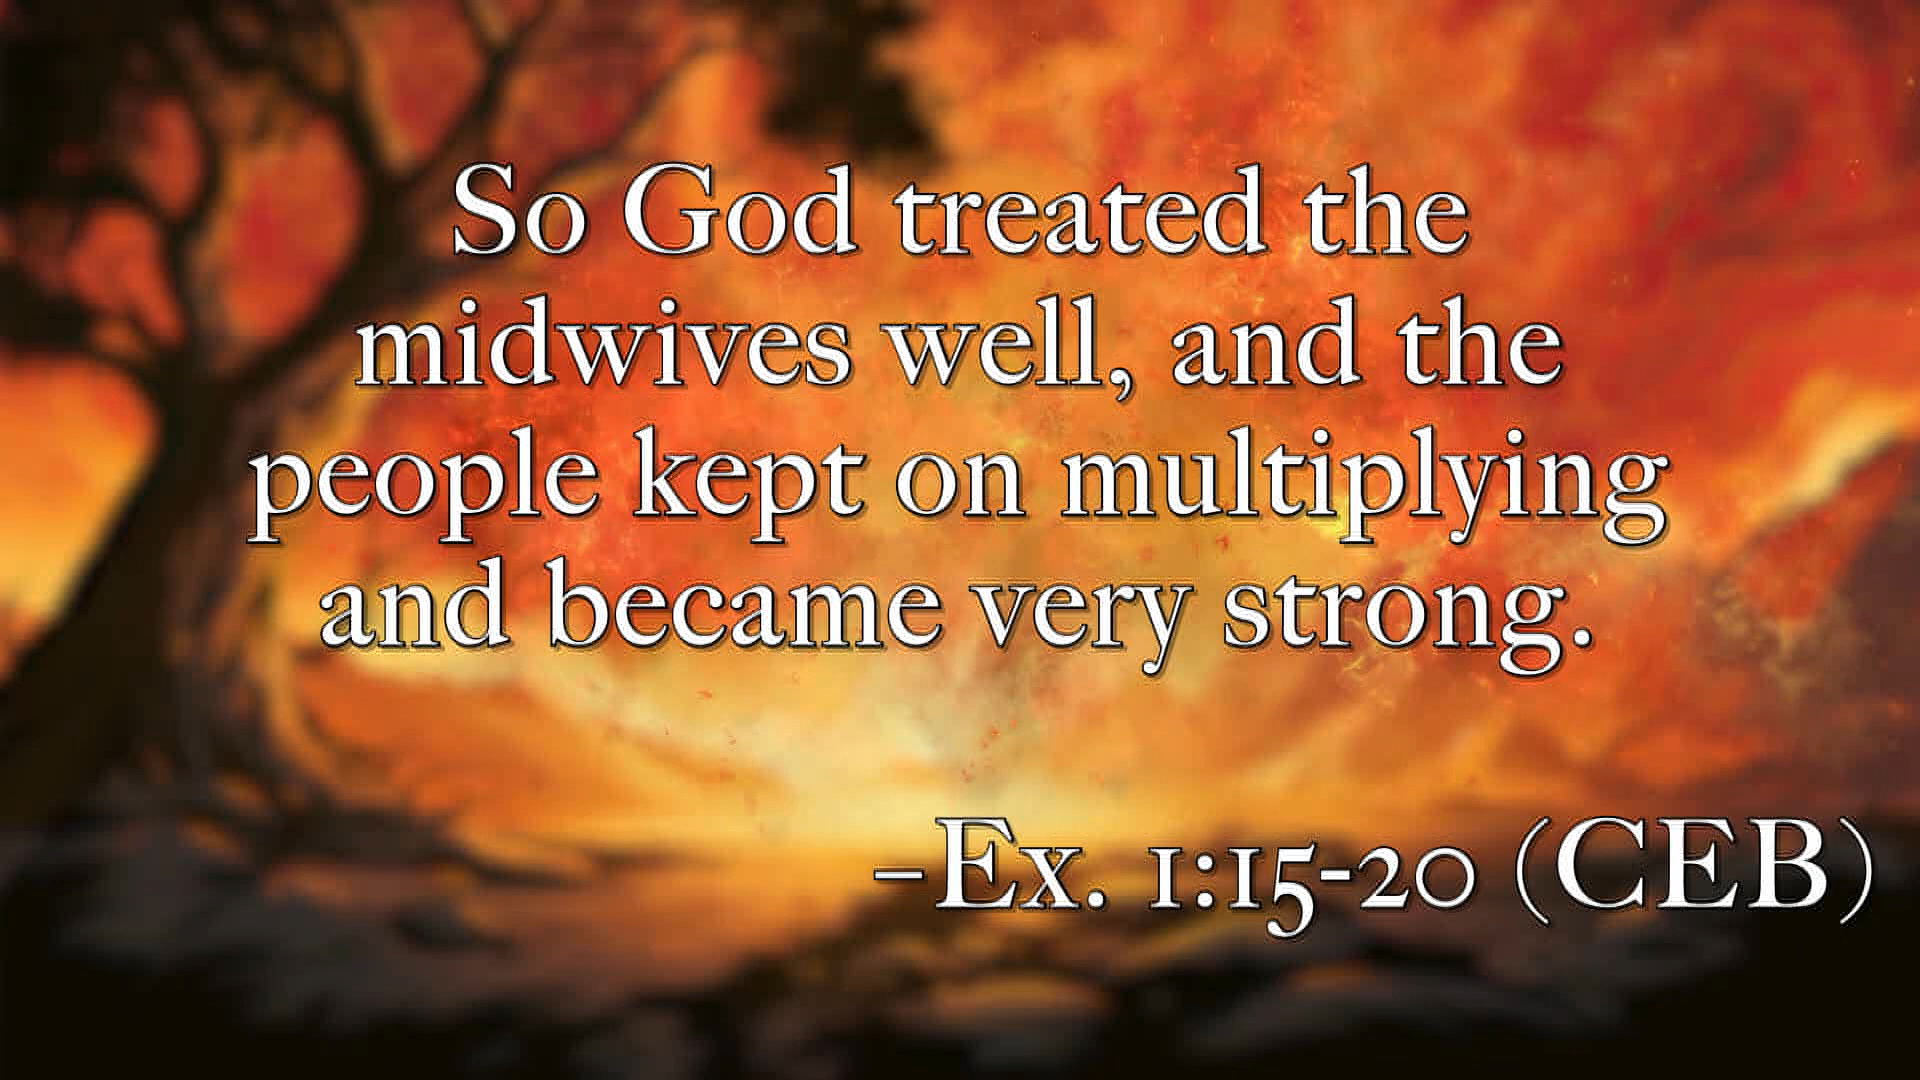 So God treated the
midwives well, and the
people kept on multiplying
and became very strong.
–Ex. 1:15-20 (CEB)